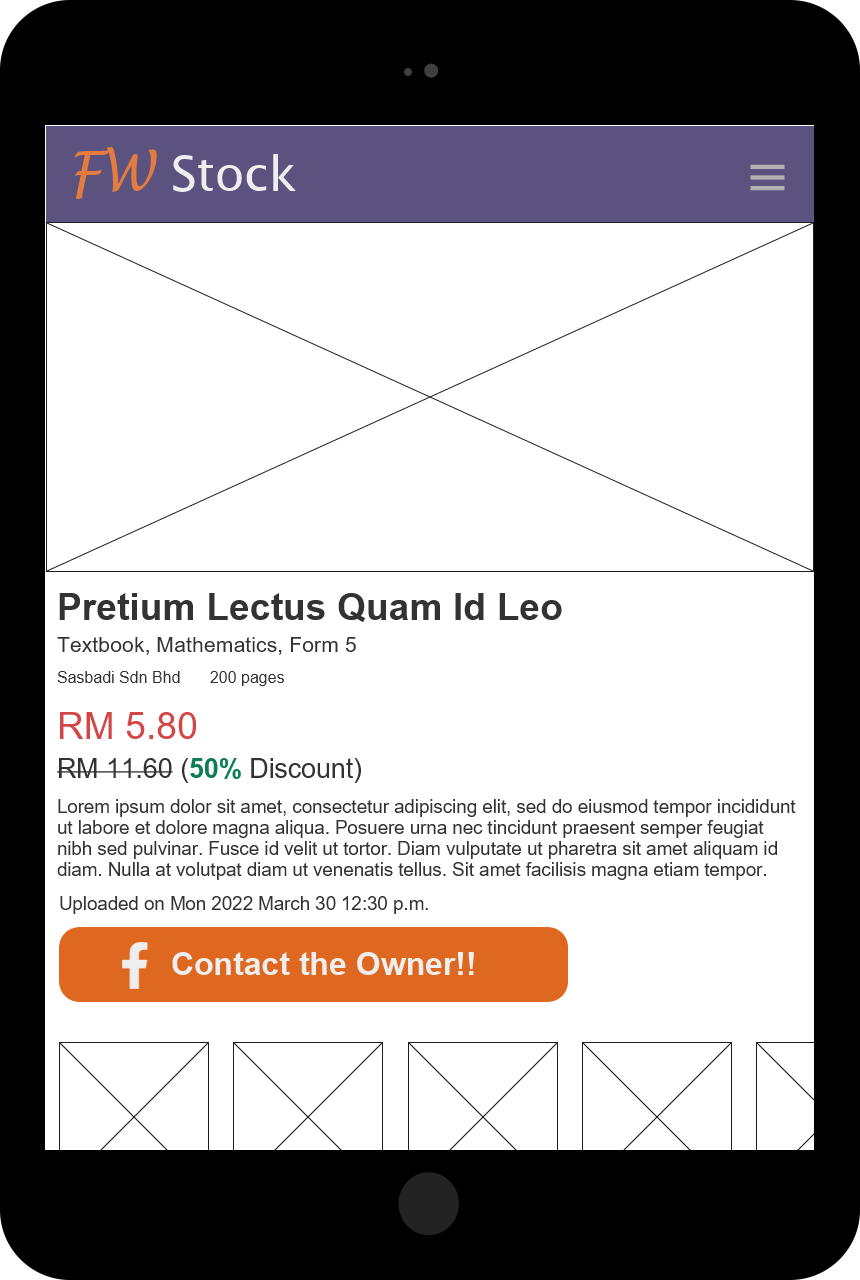 FW Stock
Pretium Lectus Quam Id Leo
Textbook, Mathematics, Form 5
Sasbadi Sdn Bhd 200 pages
RM 5.80
RM 11.60 (50% Discount)
Lorem ipsum dolor sit amet, consectetur adipiscing elit, sed do eiusmod tempor incididunt
ut labore et dolore magna aliqua. Posuere urna nec tincidunt praesent semper feugiat
nibh sed pulvinar. Fusce id velit ut tortor. Diam vulputate ut pharetra sit amet aliquam id
diam. Nulla at volutpat diam ut venenatis tellus. Sit amet facilisis magna etiam tempor.
Uploaded on Mon 2022 March 30 12:30 p.m.
Contact the Owner!!